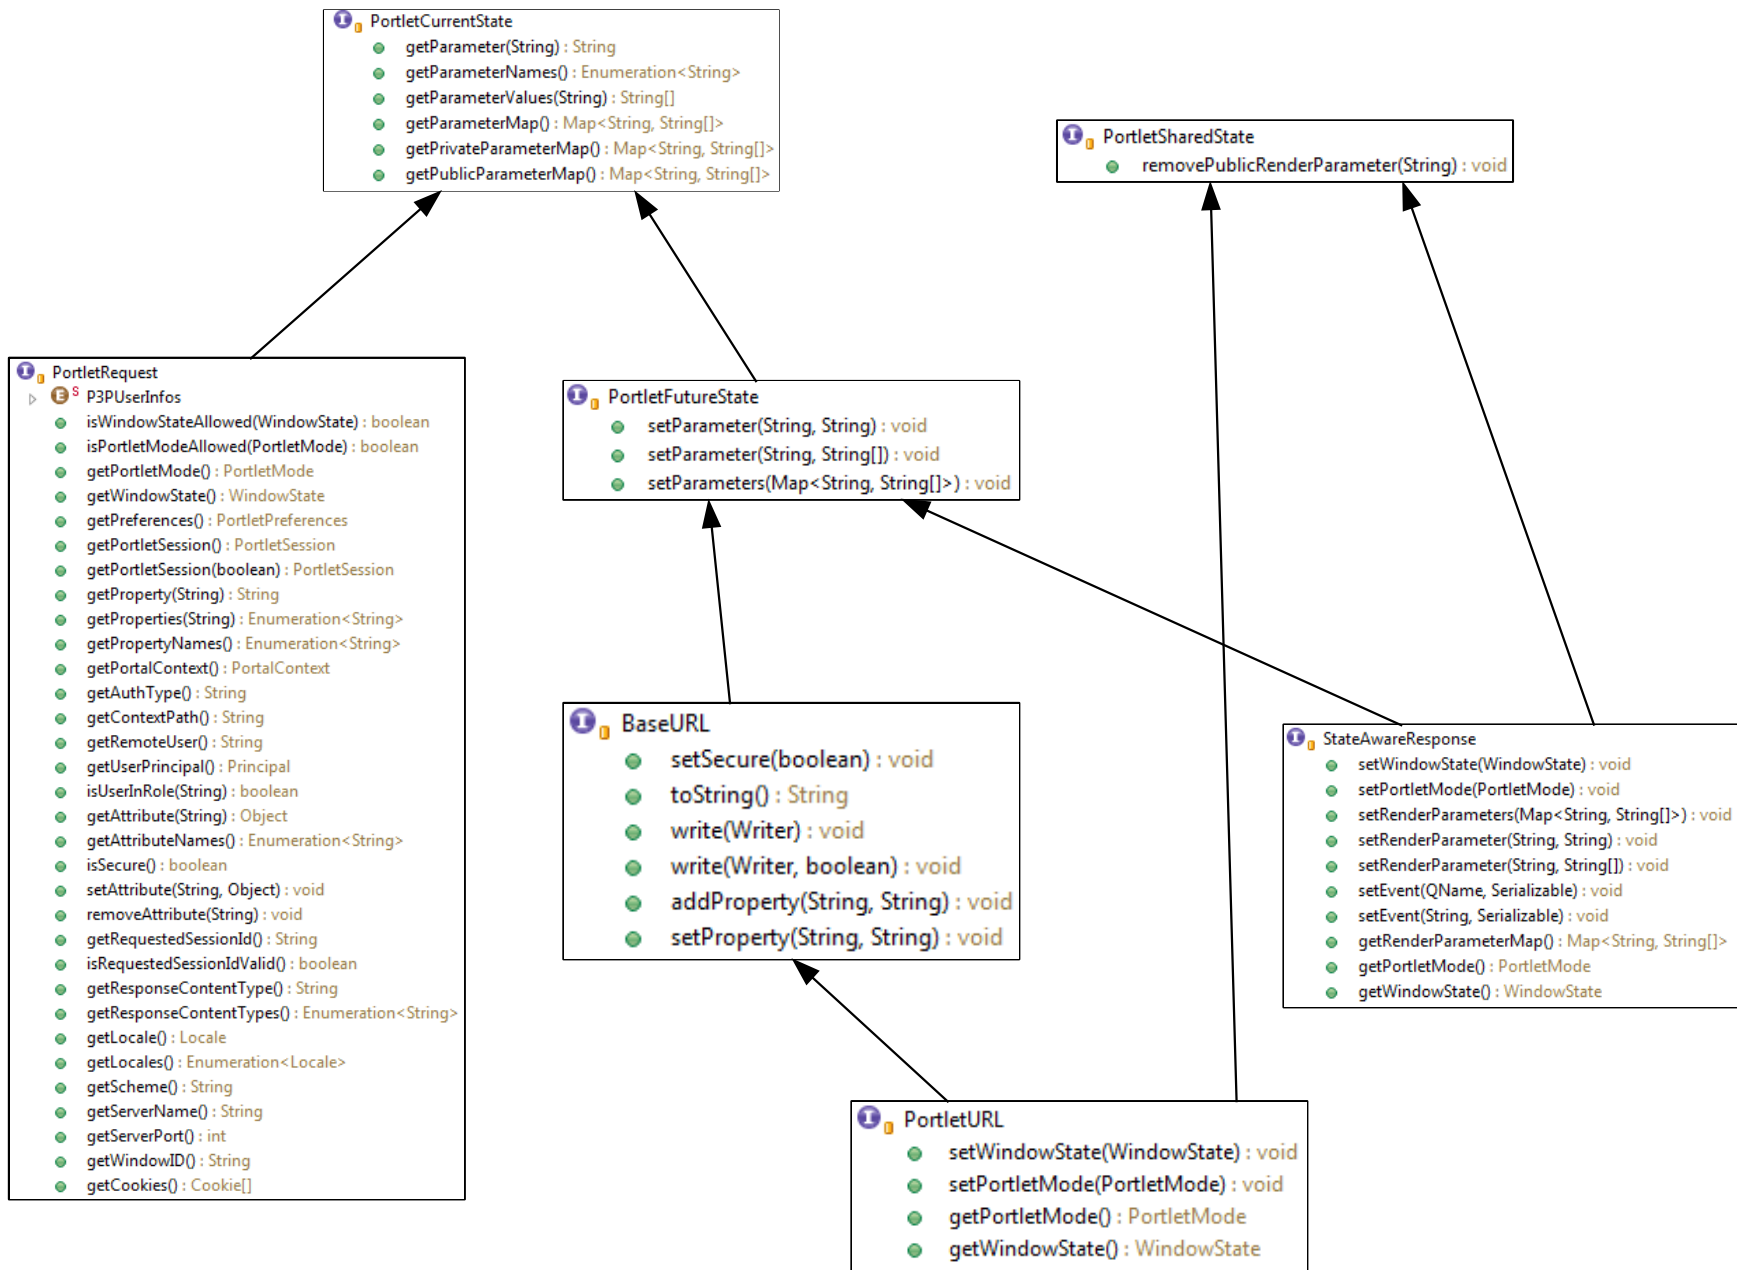 PortletCurrentState
getParameter(String) : String
getParameterNames() : Enumeration<String>
getParameterValues(String) : String[]
getParameterMap() : Map<String, String[]>
getPrivateParameterMap() : Map<String, String[]>
getPublicParameterMap() : Map<String, String[]>
PortletSharedState
removePublicRenderParameter(String) : void
PortletRequest
P3PUserInfos
isWindowStateAllowed(WindowState) : boolean
isPortletModeAllowed(PortletMode) : boolean
getPortletMode() : PortletMode
getWindowState() : WindowState
getPreferences() : PortletPreferences
getPortletSession() : PortletSession
getPortletSession(boolean) : PortletSession
getProperty(String) : String
getProperties(String) : Enumeration<String>
getPropertyNames() : Enumeration<String>
getPortalContext() : PortalContext
getAuthType() : String
getContextPath() : String
getRemoteUser() : String
getUserPrincipal() : Principal
isUserInRole(String) : boolean
getAttribute(String) : Object
getAttributeNames() : Enumeration<String>
isSecure() : boolean
setAttribute(String, Object) : void
removeAttribute(String) : void
getRequestedSessionId() : String
isRequestedSessionIdValid() : boolean
getResponseContentType() : String
getResponseContentTypes() : Enumeration<String>
getLocale() : Locale
getLocales() : Enumeration<Locale>
getScheme() : String
getServerName() : String
getServerPort() : int
getWindowID() : String
getCookies() : Cookie[]
PortletFutureState
setParameter(String, String) : void
setParameter(String, String[]) : void
setParameters(Map<String, String[]>) : void
BaseURL
setSecure(boolean) : void
toString() : String
write(Writer) : void
write(Writer, boolean) : void
addProperty(String, String) : void
setProperty(String, String) : void
StateAwareResponse
setWindowState(WindowState) : void
setPortletMode(PortletMode) : void
setRenderParameters(Map<String, String[]>) : void
setRenderParameter(String, String) : void
setRenderParameter(String, String[]) : void
setEvent(QName, Serializable) : void
setEvent(String, Serializable) : void
getRenderParameterMap() : Map<String, String[]>
getPortletMode() : PortletMode
getWindowState() : WindowState
PortletURL
setWindowState(WindowState) : void
setPortletMode(PortletMode) : void
getPortletMode() : PortletMode
getWindowState() : WindowState